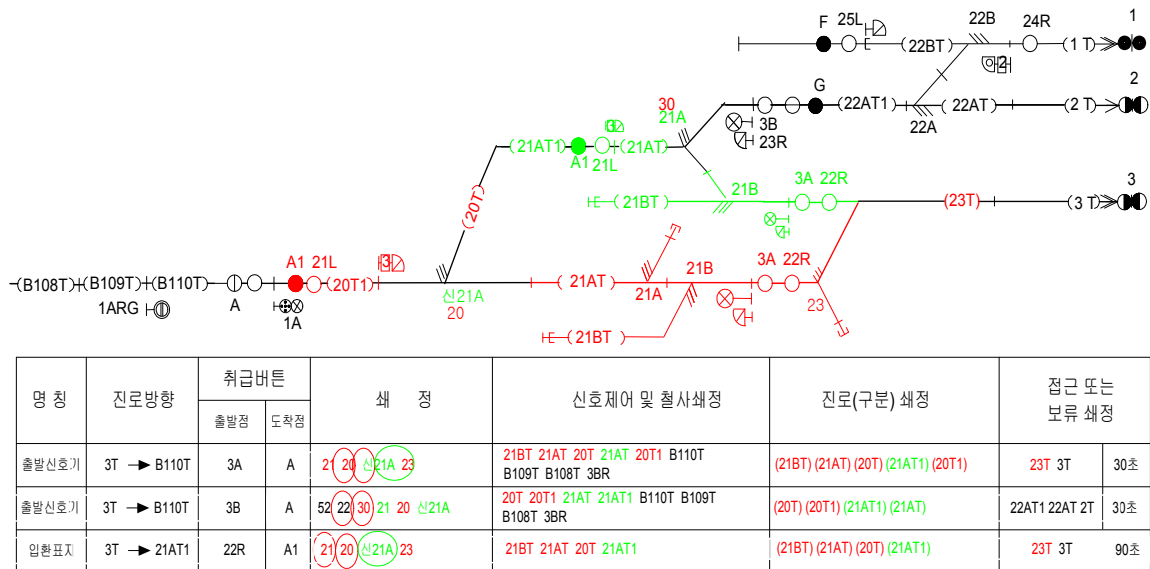 F 25L 22B 24R 1
(22BT) (1 T)
2
G 2
30 (22AT1) (22AT) (2 T)
21A 3B 22A
23R
3
(21AT1) (21AT)
A1 21L
21B 3A 22R 3
(21BT) (23T) (3 T)
(20T)
A1 21L 3 21B 3A 22R
(B108T) (B109T) (B110T) (20T1) (21AT)
신21A 21A 23
1ARG A 20
1A
(21BT)
명 칭 진로방향 취급버튼 쇄 정 신호제어 및 철사쇄정 진로(구분) 쇄정 접근 또는
보류 쇄정
출발점 도착점
출발신호기 3T → B110T 3A A 21 20 신21A 23 21BT 21AT 20T 21AT 20T1 B110T (21BT) (21AT) (20T) (21AT1) (20T1) 23T 3T 30초
B109T B108T 3BR
출발신호기 3T → B110T 3B A 52 22 30 21 20 신21A 20T 20T1 21AT 21AT1 B110T B109T (20T) (20T1) (21AT1) (21AT) 22AT1 22AT 2T 30초
B108T 3BR
입환표지 3T → 21AT1 22R A1 21 20 신21A 23 21BT 21AT 20T 21AT1 (21BT) (21AT) (20T) (21AT1) 23T 3T 90초